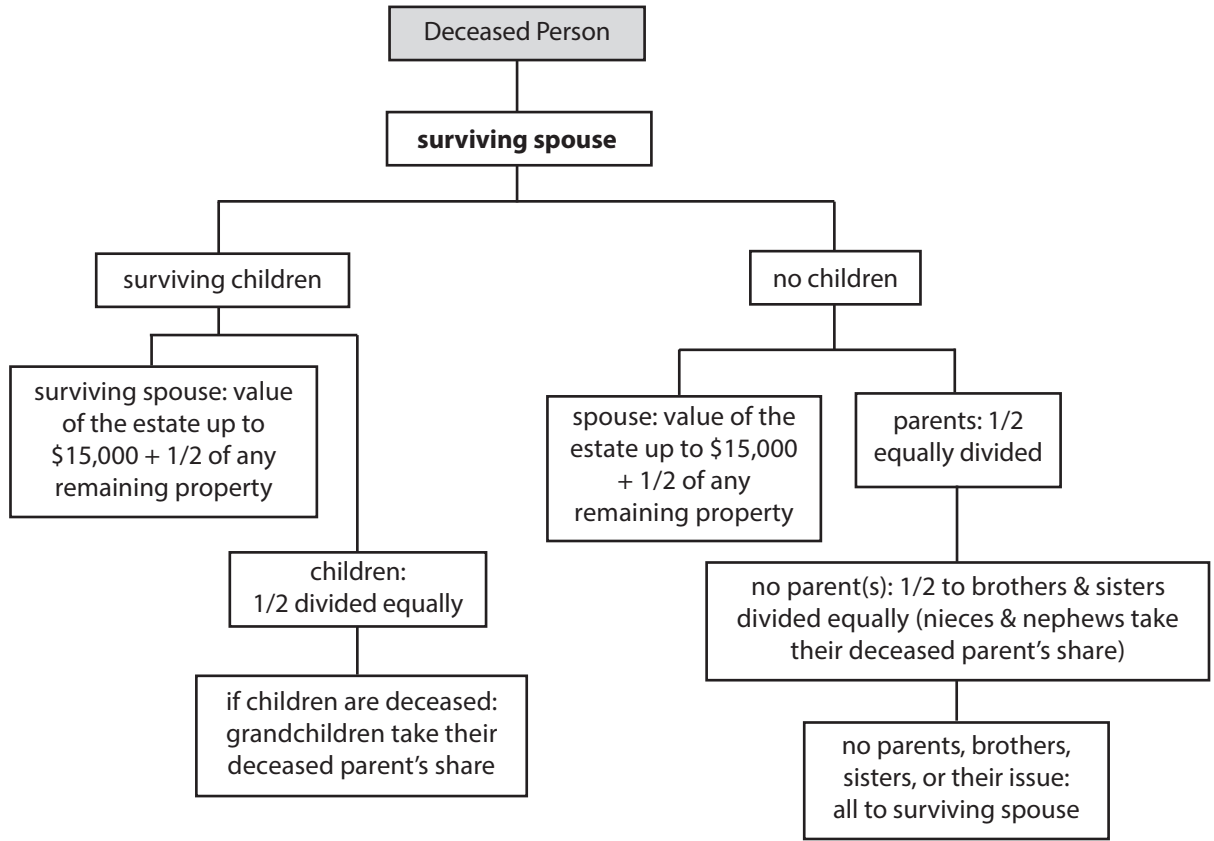 Deceased Person
surviving spouse
surviving children
no children
surviving spouse: value
of the estate up to
$15,000 + 1/2 of any
remaining property
spouse: value of the
estate up to $15,000
+ 1/2 of any
remaining property
parents: 1/2
equally divided
children:
1/2 divided equally
no parent(s): 1/2 to brothers & sisters
divided equally (nieces & nephews take
their deceased parent’s share)
if children are deceased:
grandchildren take their
deceased parent’s share
no parents, brothers,
sisters, or their issue:
all to surviving spouse